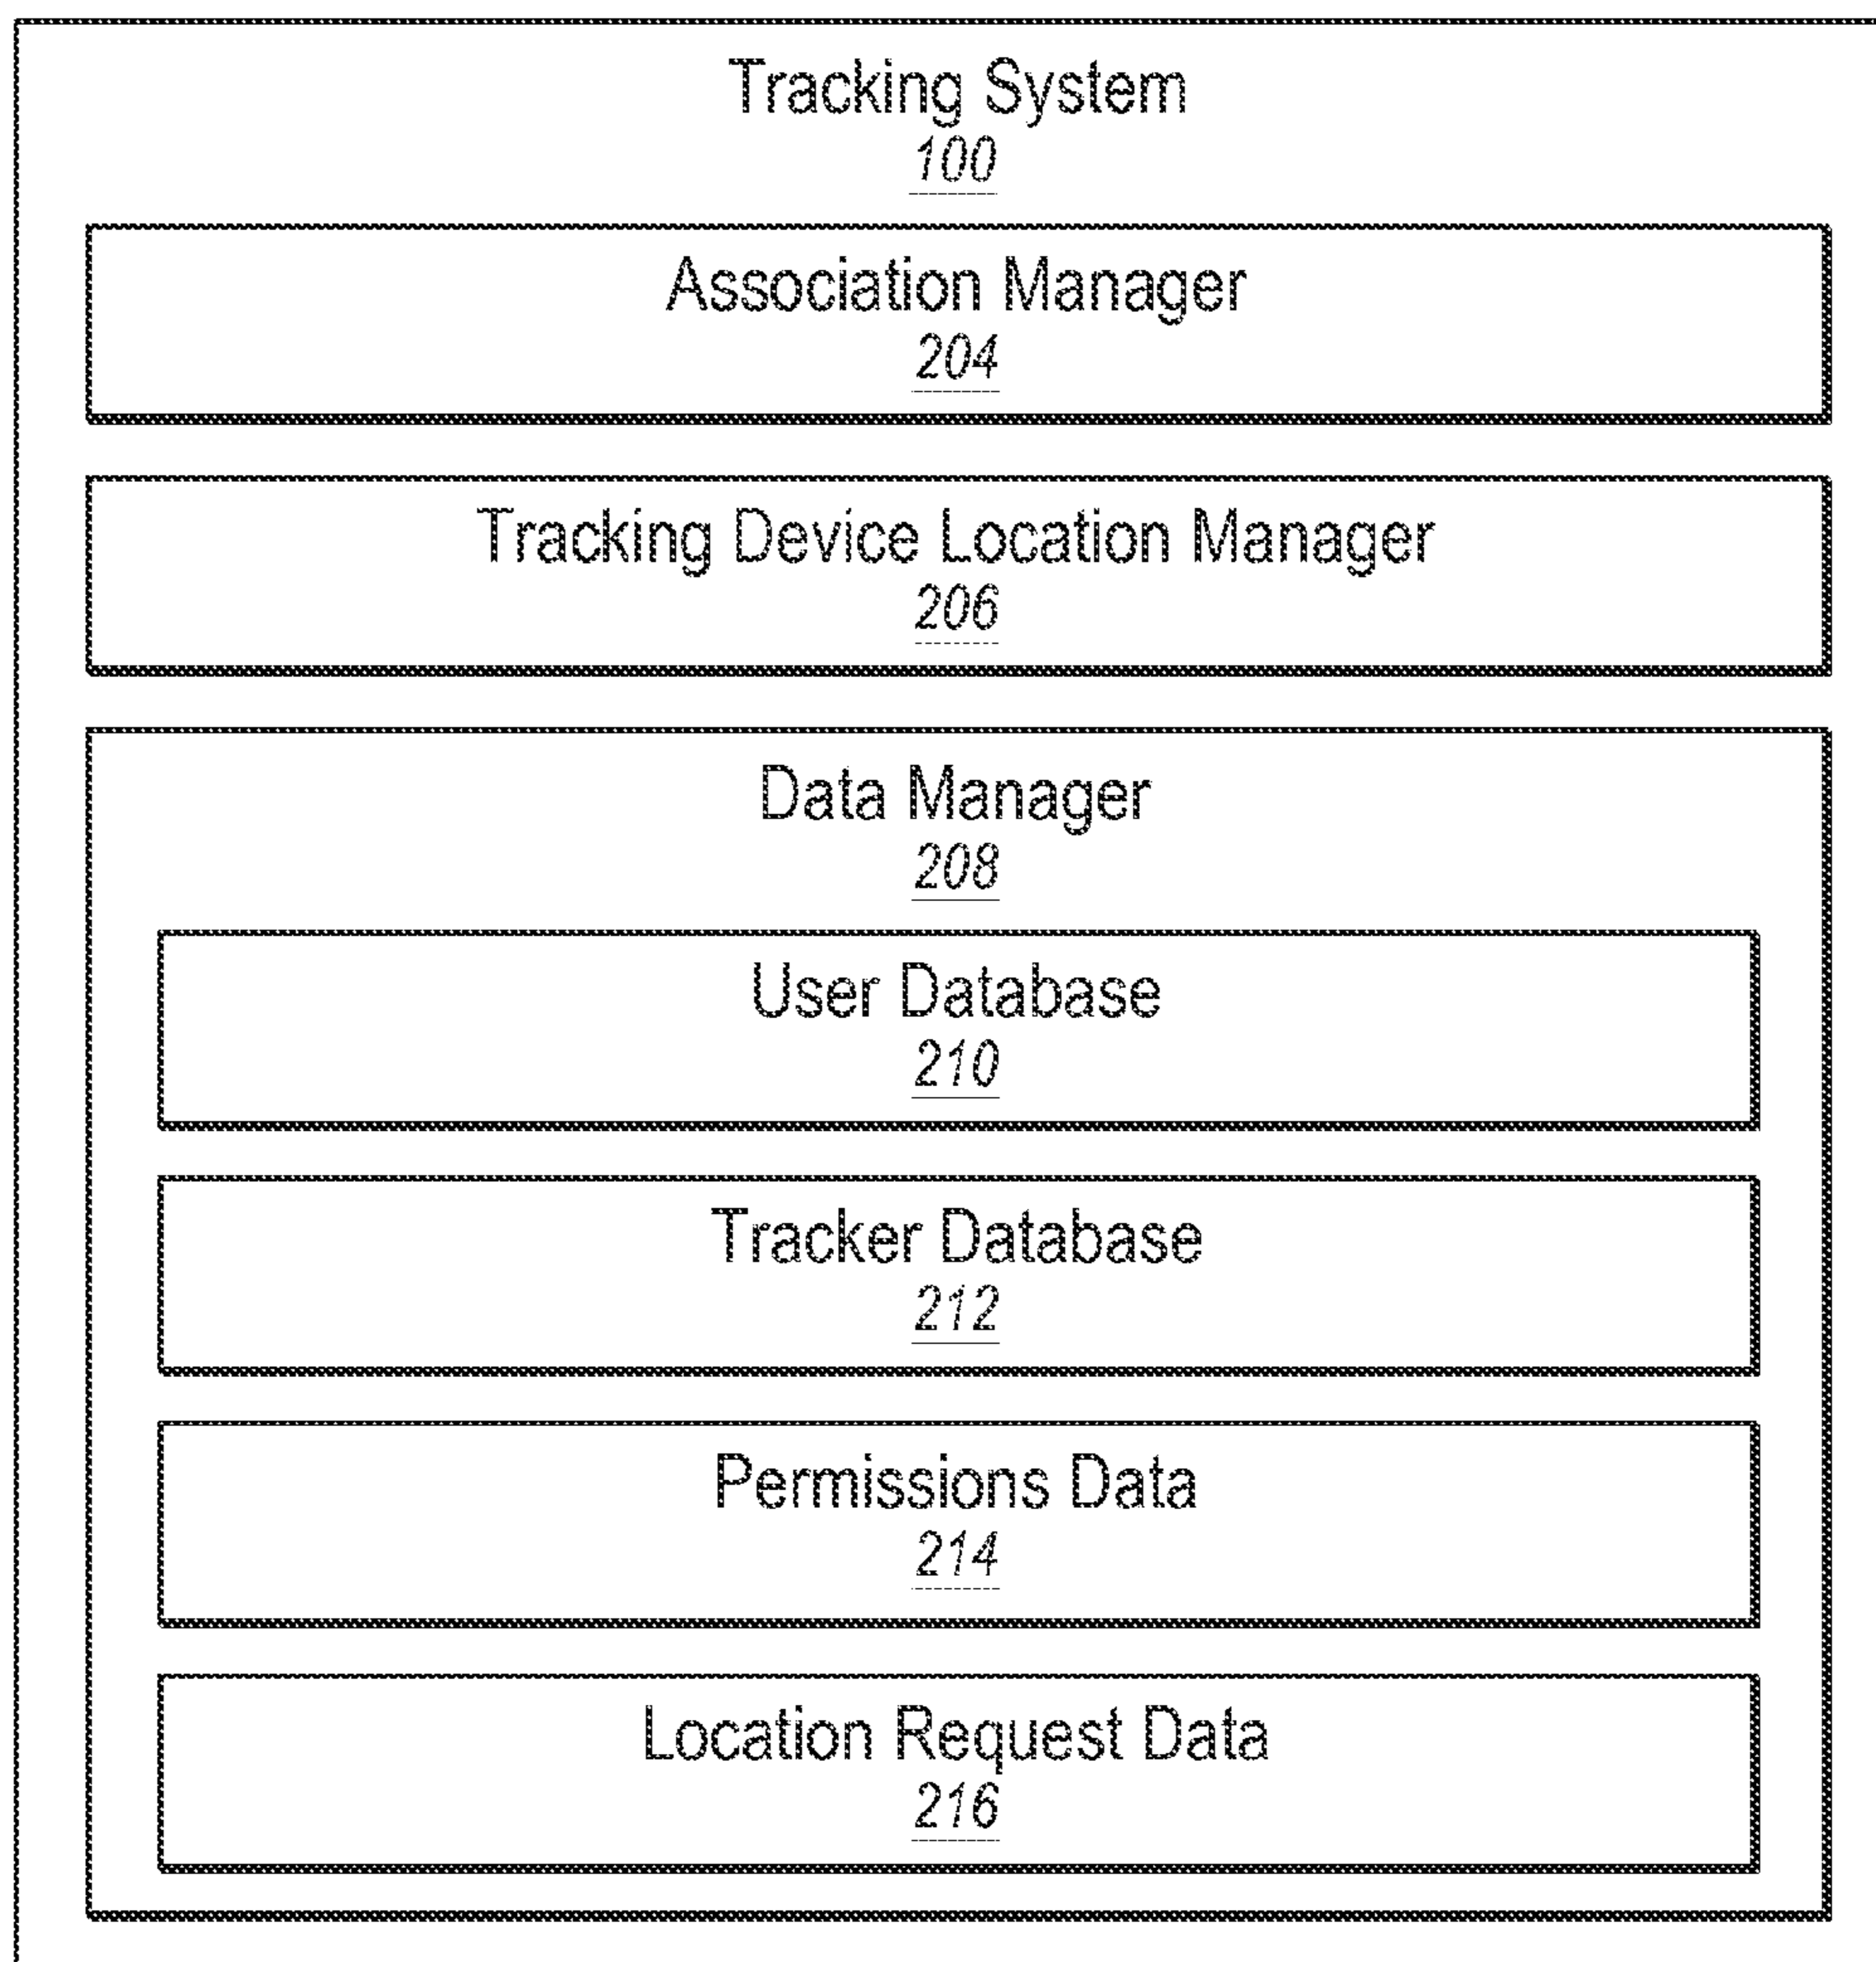 Tracking System
100
Association Manager
204
Tracking Device Location Manager
206
Data Manager
208
User Database
210
Tracker Database
212
Permissions Data
214
Location Request Data
216